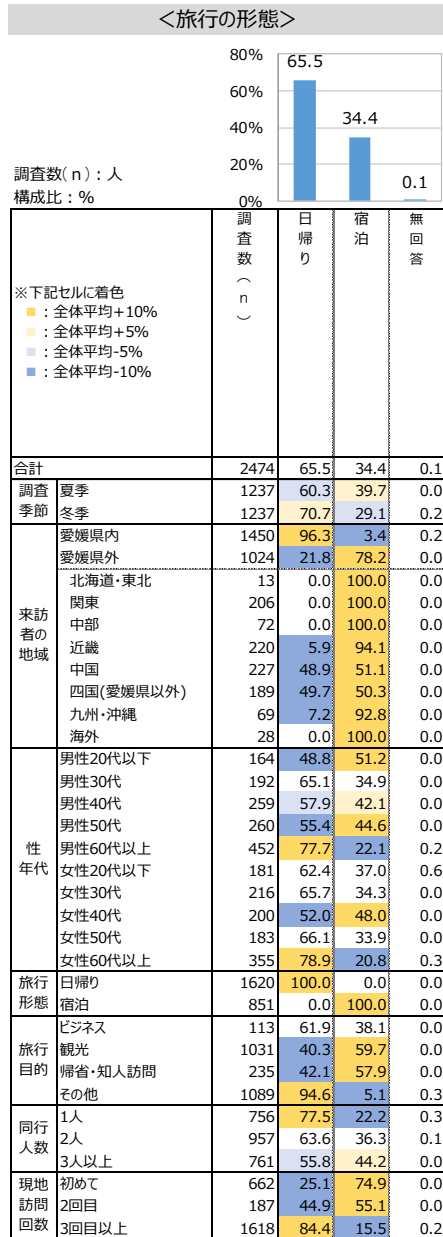 <旅行の形態>
80%
60%
40%
20%
0%
65.5
34.4
0.1
調査数(n):人
構成比:%
調査数(n) 日帰り 宿泊 無回答
※下記セルに着色
■:全体平均+10%
■:全体平均+5%
■:全体平均-5%
■:全体平均-10%
合計 2474 65.5 34.4 0.1
調査季節
夏季 1237 60.3 39.7 0.0
冬季 1237 70.7 29.1 0.2
来訪者の地域
愛媛県内 1450 96.3 3.4 0.2
愛媛県外 1024 21.8 78.2 0.0
北海道・東北 13 0.0 100.0 0.0
関東 206 0.0 100.0 0.0
中部 72 0.0 100.0 0.0
近畿 220 5.9 94.1 0.0
中国 227 48.9 51.1 0.0
四国(愛媛県以外) 189 49.7 50.3 0.0
九州・沖縄 69 7.2 92.8 0.0
海外 28 0.0 100.0 0.0
性年代
男性20代以下 164 48.8 51.2 0.0
男性30代 192 65.1 34.9 0.0
男性40代 259 57.9 42.1 0.0
男性50代 260 55.4 44.6 0.0
男性60代以上 452 77.7 22.1 0.2
女性20代以下 181 62.4 37.0 0.6
女性30代 216 65.7 34.3 0.0
女性40代 200 52.0 48.0 0.0
女性50代 183 66.1 33.9 0.0
女性60代以上 355 78.9 20.8 0.3
旅行形態
日帰り 1620 100.0 0.0 0.0
宿泊 851 0.0 100.0 0.0
旅行目的
ビジネス 113 61.9 38.1 0.0
観光 1031 40.3 59.7 0.0
帰省・知人訪問 235 42.1 57.9 0.0
その他 1089 94.6 5.1 0.3
同行人数
1人 756 77.5 22.2 0.3
2人 957 63.6 36.3 0.1
3人以上 761 55.8 44.2 0.0
現地訪問回数
初めて 662 25.1 74.9 0.0
2回目 187 44.9 55.1 0.0
3回目以上 1618 84.4 15.5 0.2